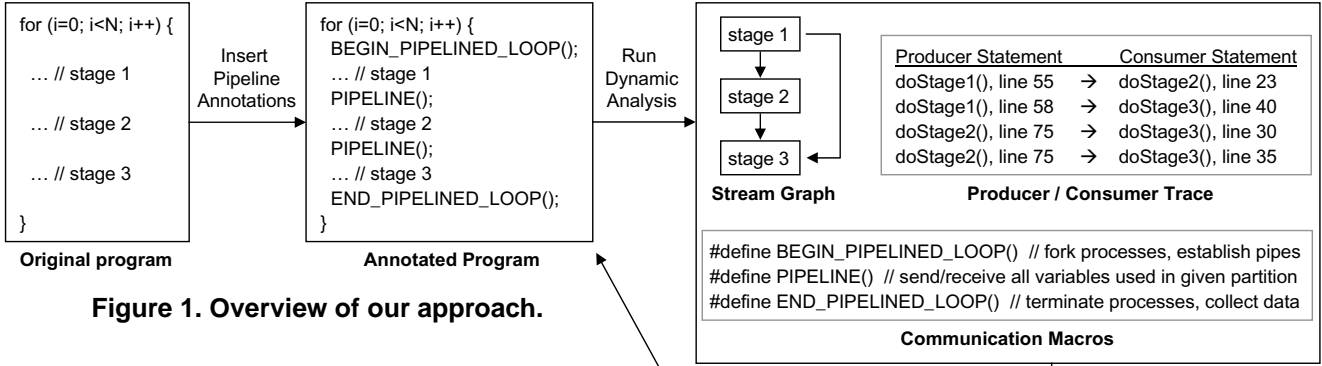 for (i=0; i<N; i++) {
… // stage 1
… // stage 2
… // stage 3
}
Original program
Insert
Pipeline
Annotations
for (i=0; i<N; i++) {
BEGIN_PIPELINED_LOOP();
… // stage 1
PIPELINE();
… // stage 2
PIPELINE();
… // stage 3
END_PIPELINED_LOOP();
}
Annotated Program
Run
Dynamic
Analysis
stage 1
stage 2
stage 3
Stream Graph
Producer Statement Consumer Statement
doStage1(), line 55 → doStage2(), line 23
doStage1(), line 58 → doStage3(), line 40
doStage2(), line 75 → doStage3(), line 30
doStage2(), line 75 → doStage3(), line 35
Producer / Consumer Trace
#define BEGIN_PIPELINED_LOOP() // fork processes, establish pipes
#define PIPELINE() // send/receive all variables used in given partition
#define END_PIPELINED_LOOP() // terminate processes, collect data
Communication Macros
Figure 1. Overview of our approach.